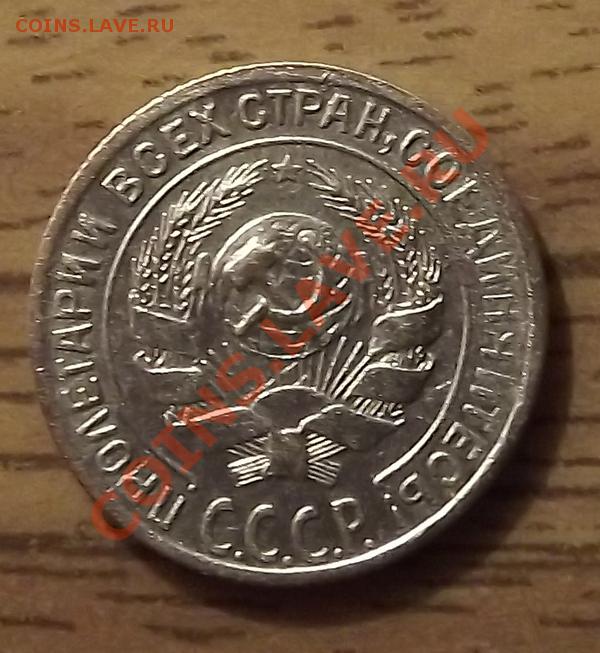 COINS.LAVE.RU
ПРОЛЕТАРИИ ВСЕХ СТРАН, СОЕДИНЯЙТЕСЬ!
С.С.С.Р.
COINS.LAVE.RU